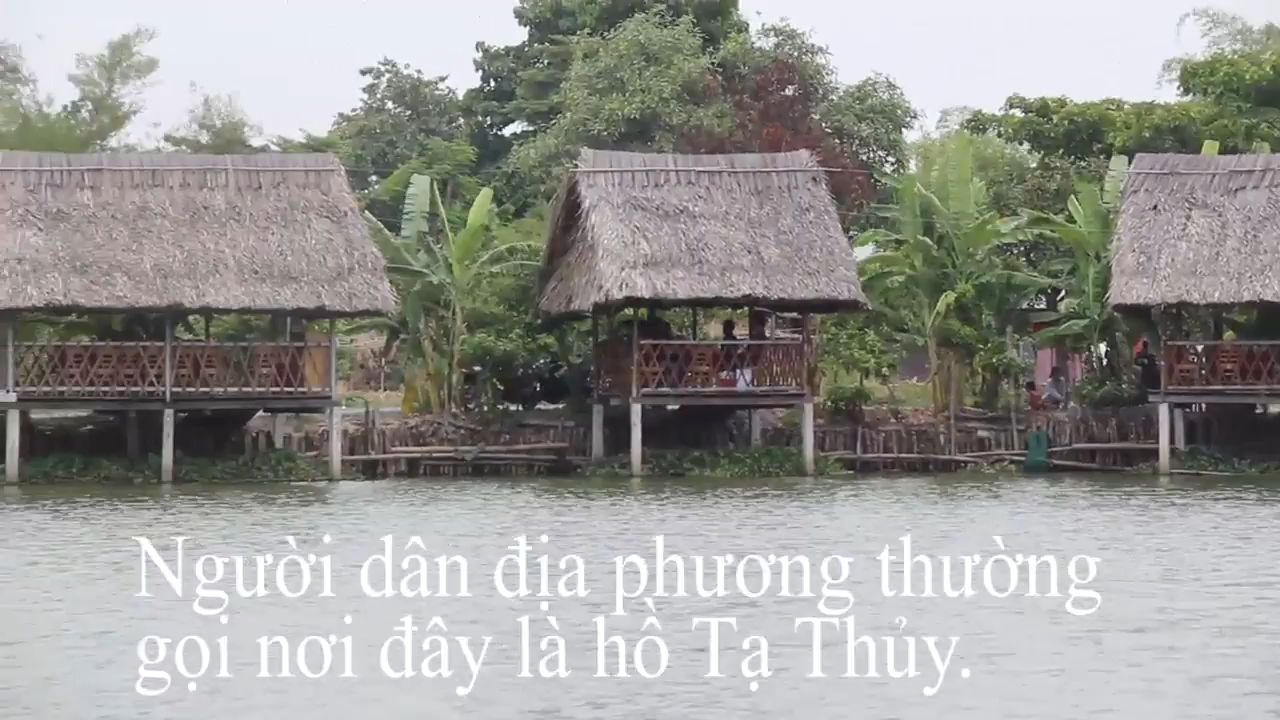 Người dân địa phương thường
gọi nơi đây là hồ Tạ Thủy.